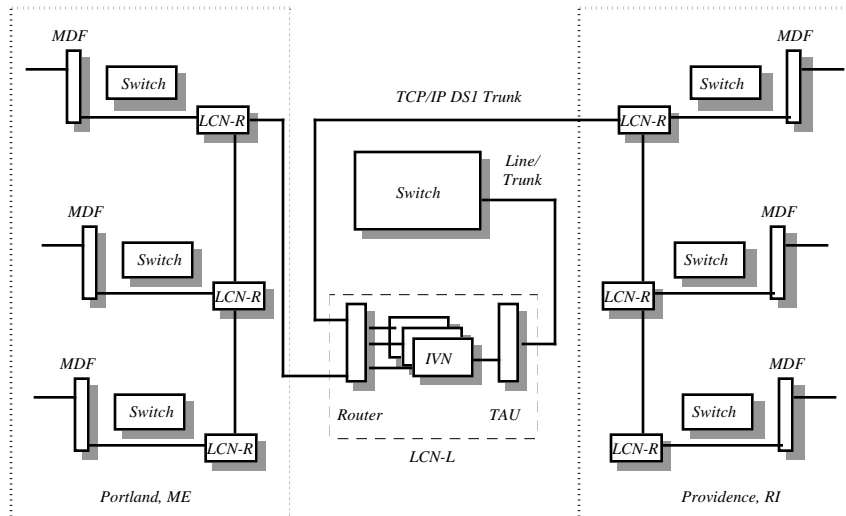 MDF
Switch
LCN-R
MDF
Switch
LCN-R
MDF
Switch
LCN-R
Portland, ME
TCP/IP DS1 Trunk
Switch
Line/
Trunk
IVN
Router
TAU
LCN-L
MDF
Switch
LCN-R
MDF
Switch
LCN-R
MDF
Switch
LCN-R
Providence, RI